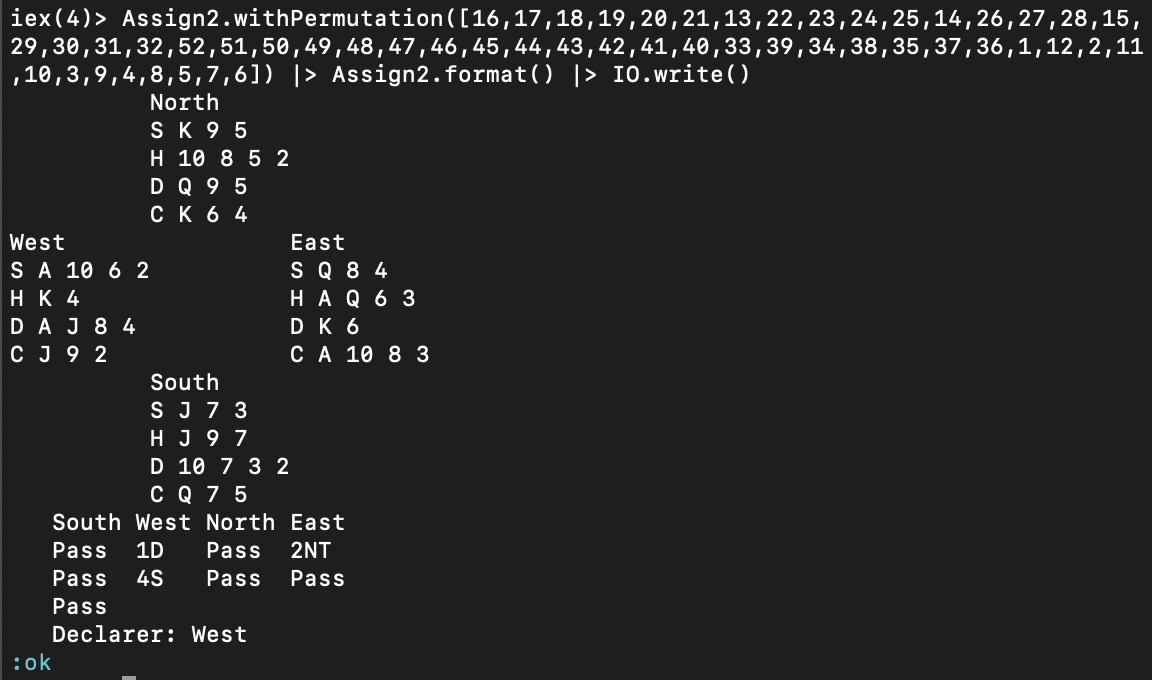 iex(4)> Assign2.withPermutation([16,17,18,19,20,21,13,22,23,24,25,14,26,27,28,15,
29,30,31,32,52,51,50,49,48,47,46,45,44,43,42,41,40,33,39,34,38,35,37,36,1,12,2,11
,10,3,9,4,8,5,7,6]) |> Assign2.format() |> IO.write()
North
S K 9 5
H 10 8 5 2
D Q 9 5
C K 6 4
West East
S A 10 6 2 S Q 8 4
H K 4 H A Q 6 3
D A J 8 4 D K 6
C J 9 2 C A 10 8 3
South
S J 7 3
H J 9 7
D 10 7 3 2
C Q 7 5
South West North East
Pass 1D Pass 2NT
Pass 4S Pass Pass
Pass
Declarer: West
:ok